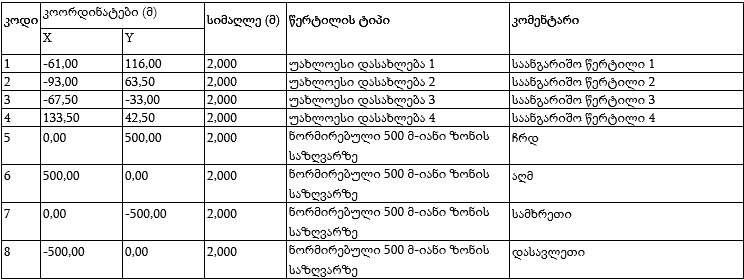 კოდი კოორდინატები (მ) სიმაღლე (მ) წერტილის ტიპი კომენტარი
X Y
1 -61,00 116,00 2,000 უახლოესი დასახლება 1 საანგარიშო წერტილი 1
2 -93,00 63,50 2,000 უახლოესი დასახლება 2 საანგარიშო წერტილი 2
3 -67,50 -33,00 2,000 უახლოესი დასახლება 3 საანგარიშო წერტილი 3
4 133,50 42,50 2,000 უახლოესი დასახლება 4 საანგარიშო წერტილი 4
5 0,00 500,00 2,000 ნორმირებული 500 მ-იანი ზონის ჩრდ
საზღვარზე
6 500,00 0,00 2,000 ნორმირებული 500 მ-იანი ზონის აღმ
საზღვარზე
7 0,00 -500,00 2,000 ნორმირებული 500 მ-იანი ზონის სამხრეთი
საზღვარზე
8 -500,00 0,00 2,000 ნორმირებული 500 მ-იანი ზონის დასავლეთი
საზღვარზე